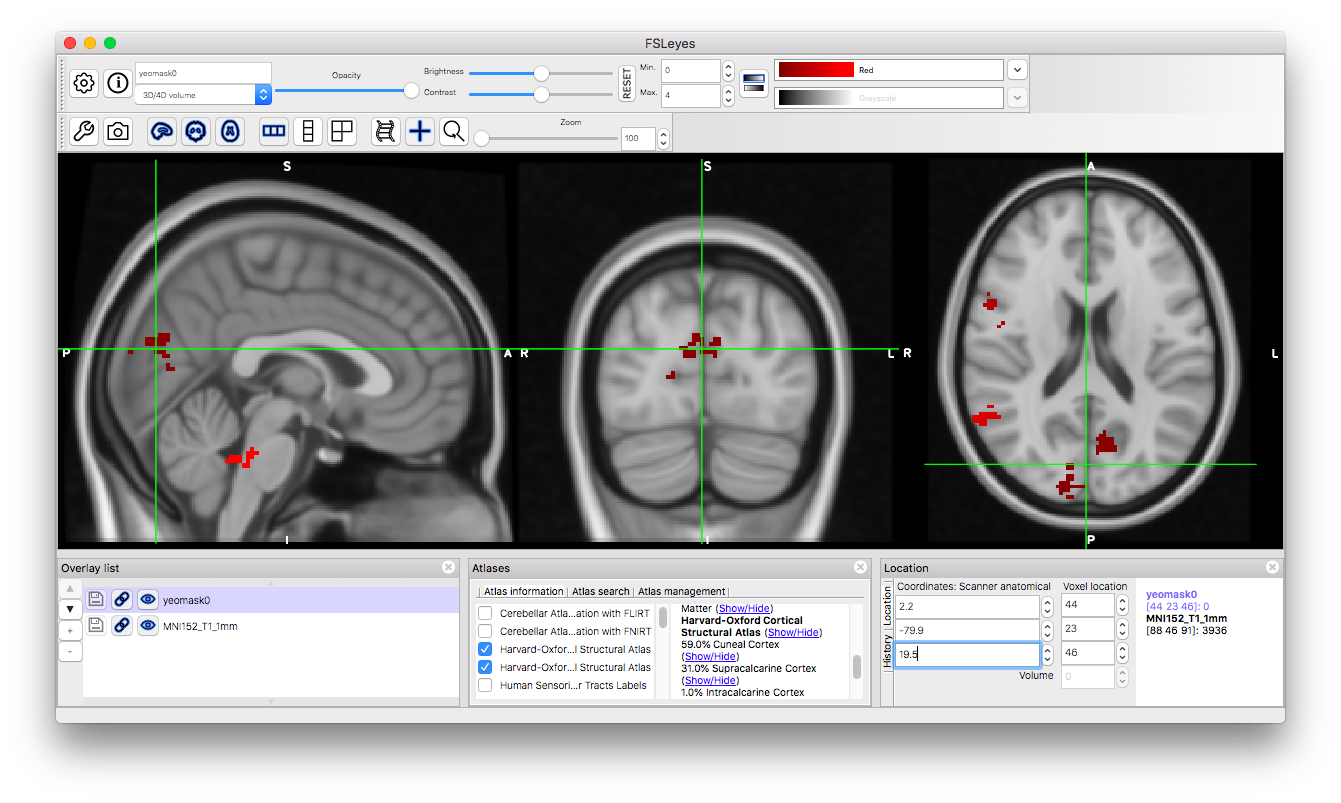 FSLeyes
yeomask0
3D/4D volume
Opacity
Brightness
Contrast
RESET
Min. 0
Max. 4
Red
Greyscale
Zoom
100
S
S
A
P
A R
L R
L
I
I
P
Overlay list
yeomask0
MNI152_T1_1mm
Atlases
Atlas information Atlas search Atlas management
Cerebellar Atla...ation with FLIRT
Cerebellar Atla...ation with FNIRT
Harvard-Oxfor...l Structural Atlas
Harvard-Oxfor...l Structural Atlas
Human Sensori...r Tracts Labels
Matter (Show/Hide)
Harvard-Oxford Cortical
Structural Atlas (Show/Hide)
59.0% Cuneal Cortex
(Show/Hide)
31.0% Supracalcarine Cortex
(Show/Hide)
1.0% Intracalcarine Cortex
Location
Location
History
Coordinates: Scanner anatomical
2.2
-79.9
19.5
Voxel location
44
23
46
Volume 0
yeomask0
[44 23 46]: 0
MNI152_T1_1mm
[88 46 91]: 3936